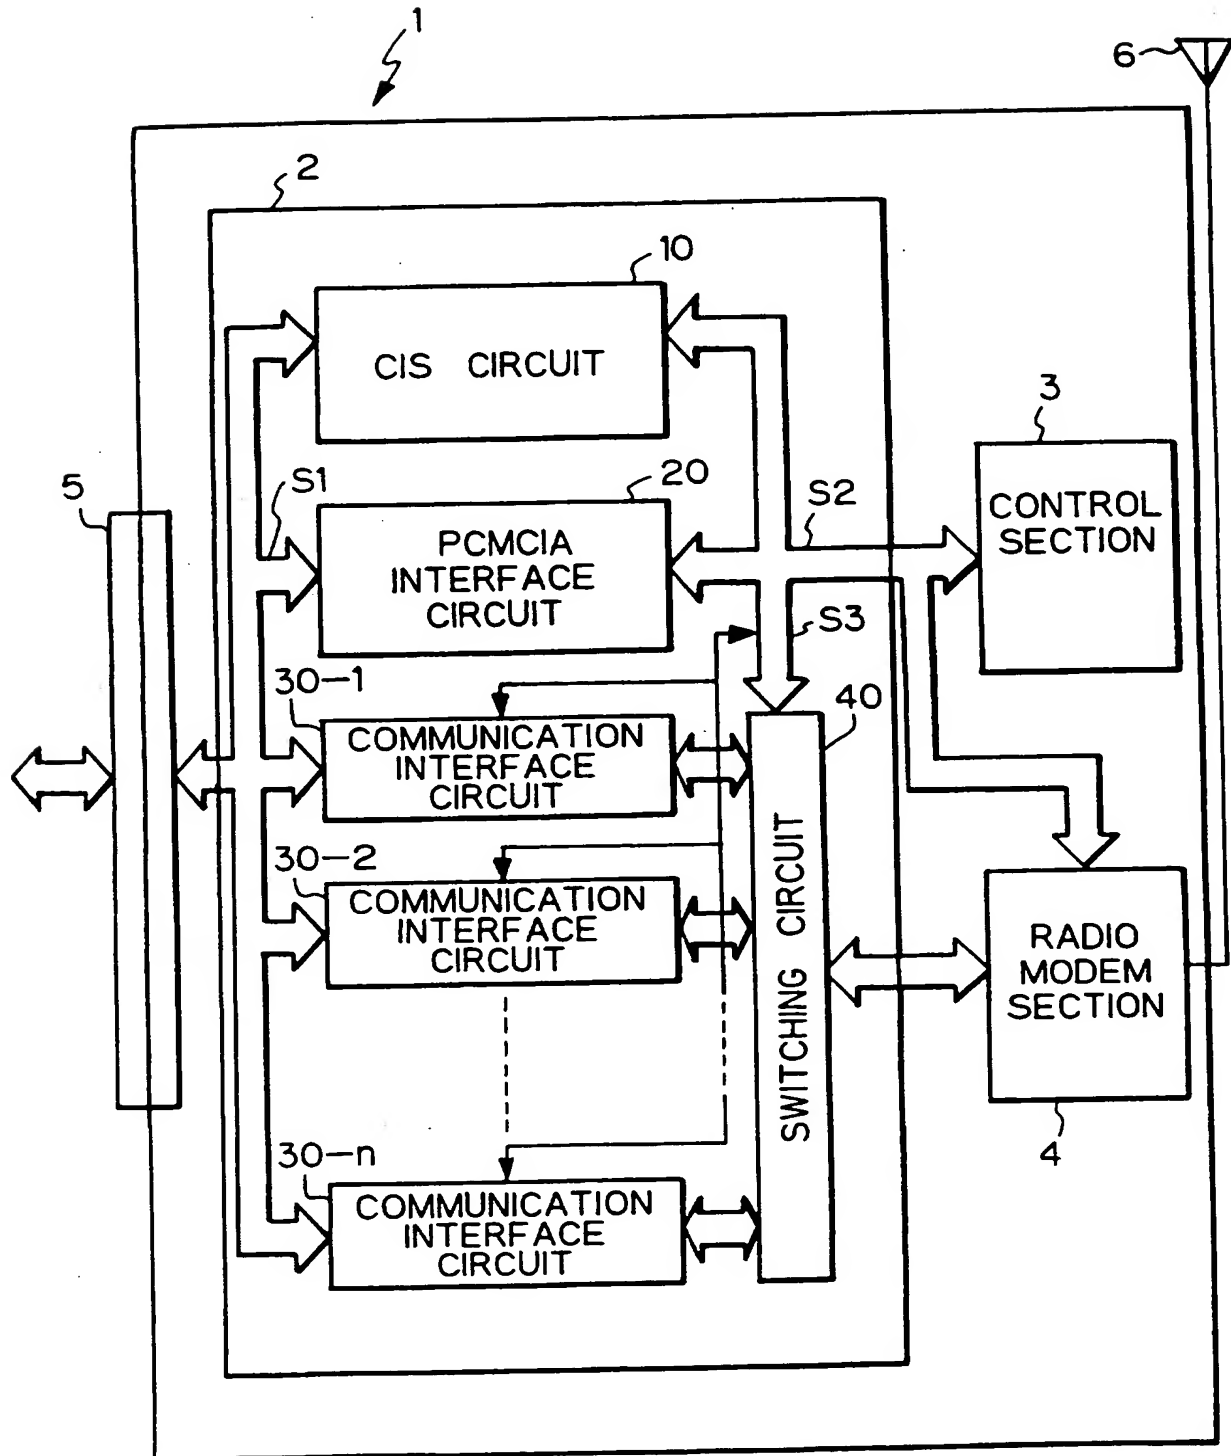 1
6
2
10
CIS CIRCUIT
3
CONTROL
SECTION
5
S1
20
PCMCIA
INTERFACE
CIRCUIT
S2
S3
30-1
COMMUNICATION
INTERFACE
CIRCUIT
40
30-2
COMMUNICATION
INTERFACE
CIRCUIT
SWITCHING CIRCUIT
RADIO
MODEM
SECTION
4
30-n
COMMUNICATION
INTERFACE
CIRCUIT